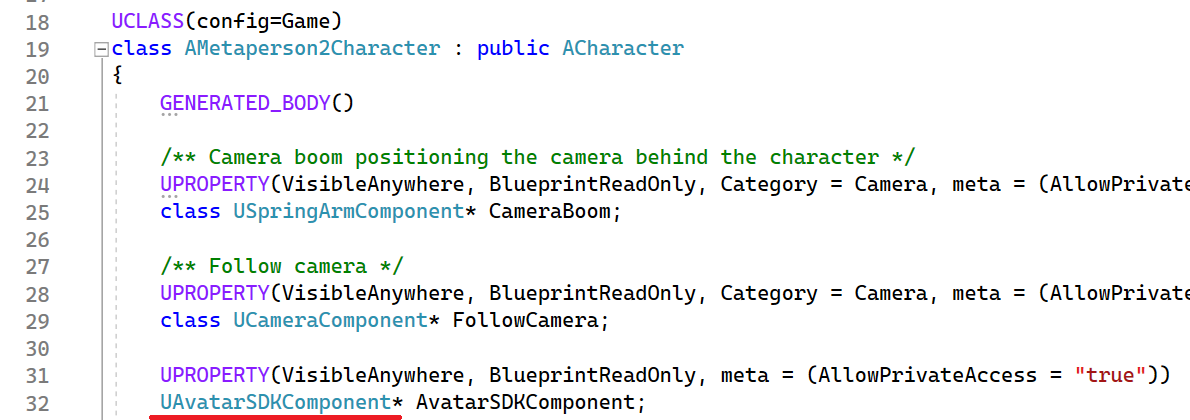 18 UCLASS(config=Game)
19 class AMetaperson2Character : public ACharacter
20 {
21 GENERATED_BODY()
22
23 /** Camera boom positioning the camera behind the character */
24 UPROPERTY(VisibleAnywhere, BlueprintReadOnly, Category = Camera, meta = (AllowPrivate
25 class USpringArmComponent* CameraBoom;
26
27 /** Follow camera */
28 UPROPERTY(VisibleAnywhere, BlueprintReadOnly, Category = Camera, meta = (AllowPrivate
29 class UCameraComponent* FollowCamera;
30
31 UPROPERTY(VisibleAnywhere, BlueprintReadOnly, meta = (AllowPrivateAccess = "true"))
32 UAvatarSDKComponent* AvatarSDKComponent;